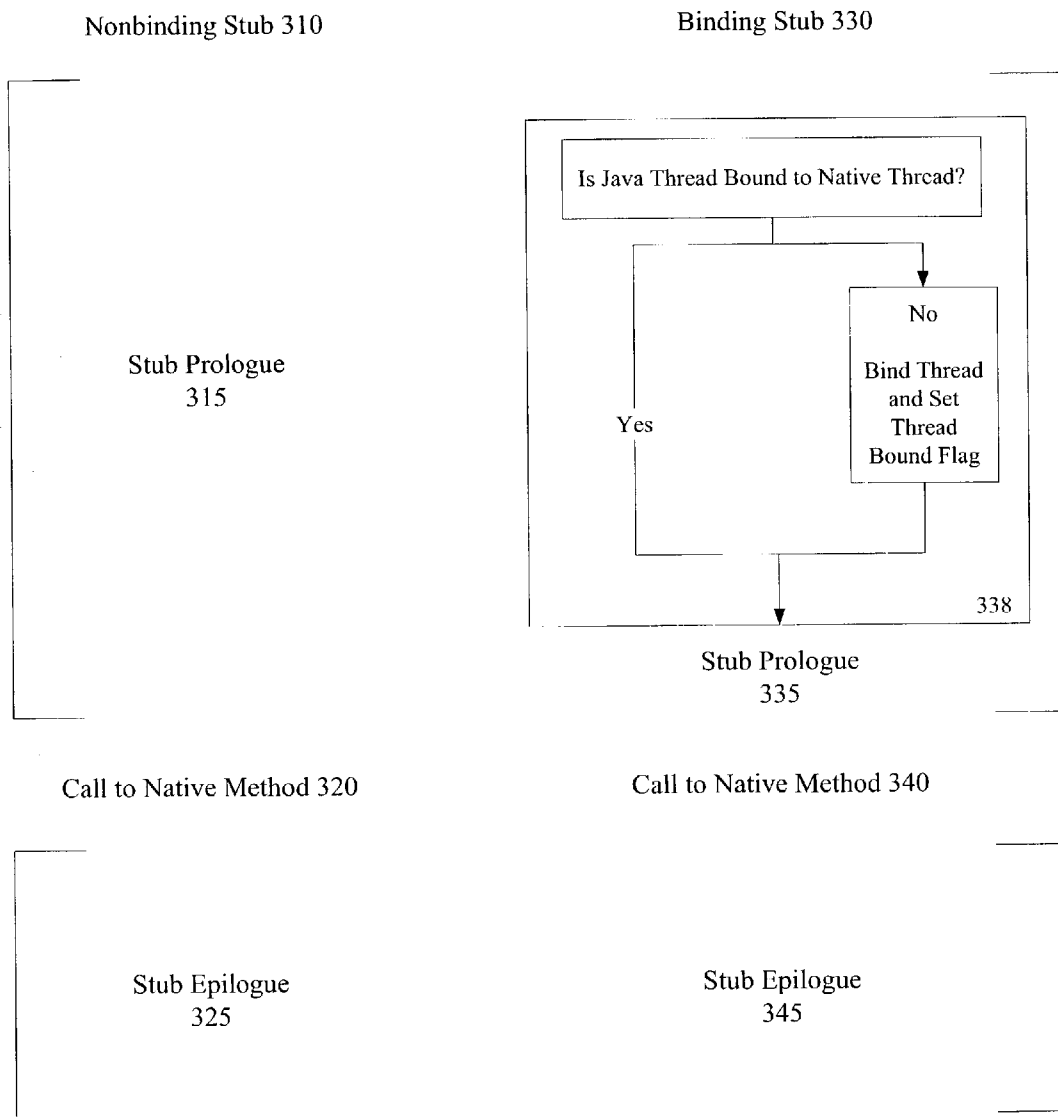 Nonbinding Stub 310
Stub Prologue
315
Call to Native Method 320
Stub Epilogue
325
Binding Stub 330
Is Java Thread Bound to Native Thread?
No
Bind Thread
and Set
Thread
Bound Flag
Yes
338
Stub Prologue
335
Call to Native Method 340
Stub Epilogue
345